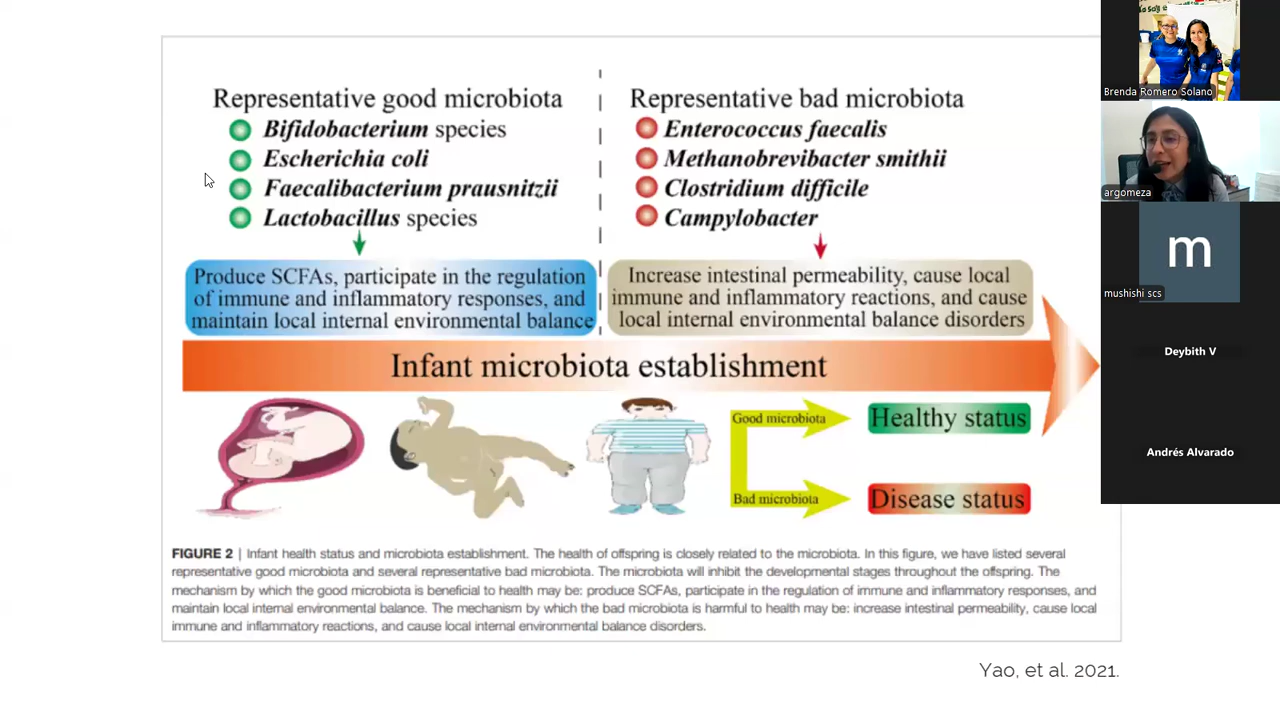 Representative good microbiota
Bifidobacterium species
Escherichia coli
Faecalibacterium prausnitzii
Lactobacillus species
Produce SCFAs, participate in the regulation
of immune and inflammatory responses, and
maintain local internal environmental balance
Representative bad microbiota
Enterococcus faecalis
Methanobrevibacter smithii
Clostridium difficile
Campylobacter
Increase intestinal permeability, cause local
immune and inflammatory reactions, and cause
local internal environmental balance disorders
Infant microbiota establishment
Good microbiota
Healthy status
Bad microbiota
Disease status
FIGURE 2 | Infant health status and microbiota establishment. The health of offspring is closely related to the microbiota. In this figure, we have listed several
representative good microbiota and several representative bad microbiota. The microbiota will inhibit the developmental stages throughout the offspring. The
mechanism by which the good microbiota is beneficial to health may be: produce SCFAs, participate in the regulation of immune and inflammatory responses, and
maintain local internal environmental balance. The mechanism by which the bad microbiota is harmful to health may be: increase intestinal permeability, cause local
immune and inflammatory reactions, and cause local internal environmental balance disorders.
Yao, et al. 2021.
Brenda Romero Solano
argomeza
m
mushishi scs
Deybith V
Andrés Alvarado